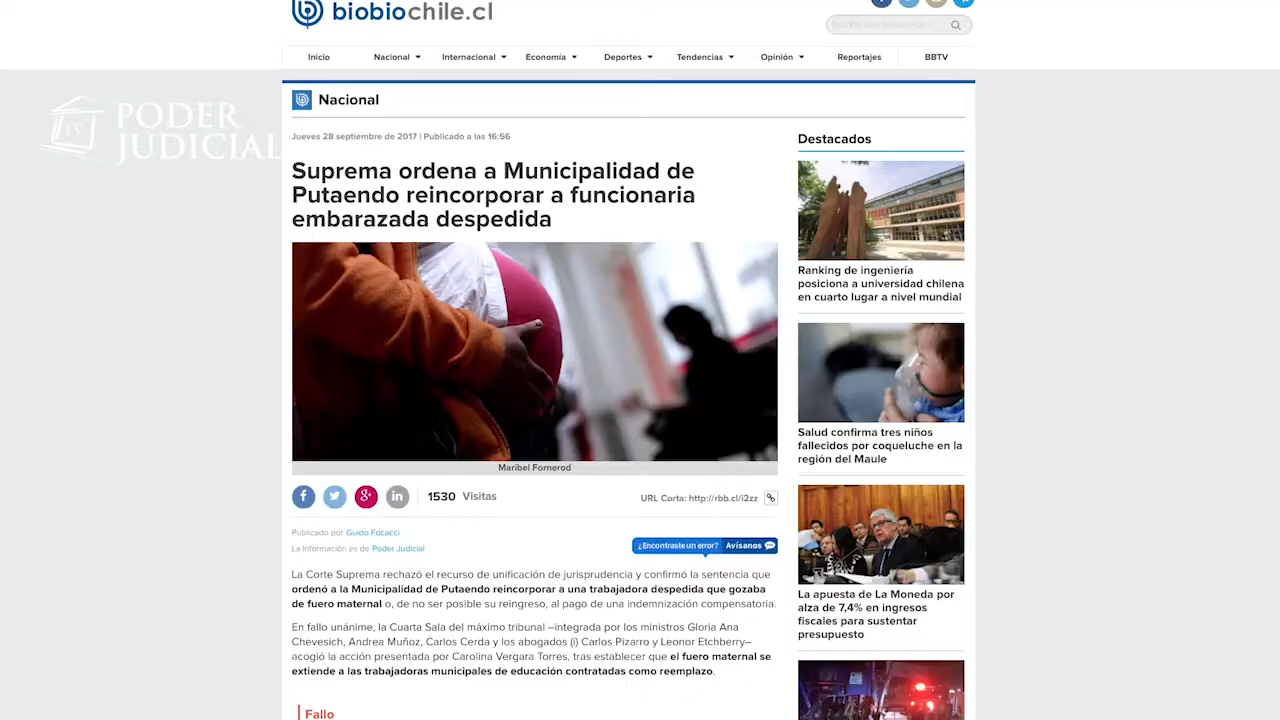 biobiochile.cl
Escribe una búsqueda...
Inicio
Nacional
Internacional
Economía
Deportes
Tendencias
Opinión
Reportajes
BBTV
PODER
JUDICIAL
TV
Nacional
Jueves 28 septiembre de 2017 | Publicado a las 16:56
Suprema ordena a Municipalidad de
Putaendo reincorporar a funcionaria
embarazada despedida
Maribel Fornerod
1530 Visitas
URL Corta: http://rbb.cl/i2zz
Publicado por Guido Focacci
La Información es de Poder Judicial
¿Encontraste un error? Avísanos
La Corte Suprema rechazó el recurso de unificación de jurisprudencia y confirmó la sentencia que
ordenó a la Municipalidad de Putaendo reincorporar a una trabajadora despedida que gozaba
de fuero maternal o, de no ser posible su reingreso, al pago de una indemnización compensatoria.
En fallo unánime, la Cuarta Sala del máximo tribunal –integrada por los ministros Gloria Ana
Chevesich, Andrea Muñoz, Carlos Cerda y los abogados (i) Carlos Pizarro y Leonor Etchberry–
acogió la acción presentada por Carolina Vergara Torres, tras establecer que el fuero maternal se
extiende a las trabajadoras municipales de educación contratadas como reemplazo.
Fallo
Destacados
Ranking de ingeniería
posiciona a universidad chilena
en cuarto lugar a nivel mundial
Salud confirma tres niños
fallecidos por coqueluche en la
región del Maule
La apuesta de La Moneda por
alza de 7,4% en ingresos
fiscales para sustentar
presupuesto